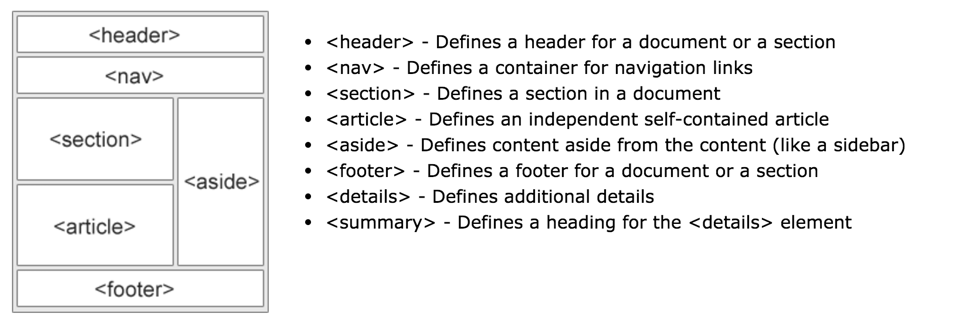 <header>
<nav>
<section>
<aside>
<article>
<footer>
• <header> - Defines a header for a document or a section
• <nav> - Defines a container for navigation links
• <section> - Defines a section in a document
• <article> - Defines an independent self-contained article
• <aside> - Defines content aside from the content (like a sidebar)
• <footer> - Defines a footer for a document or a section
• <details> - Defines additional details
• <summary> - Defines a heading for the <details> element